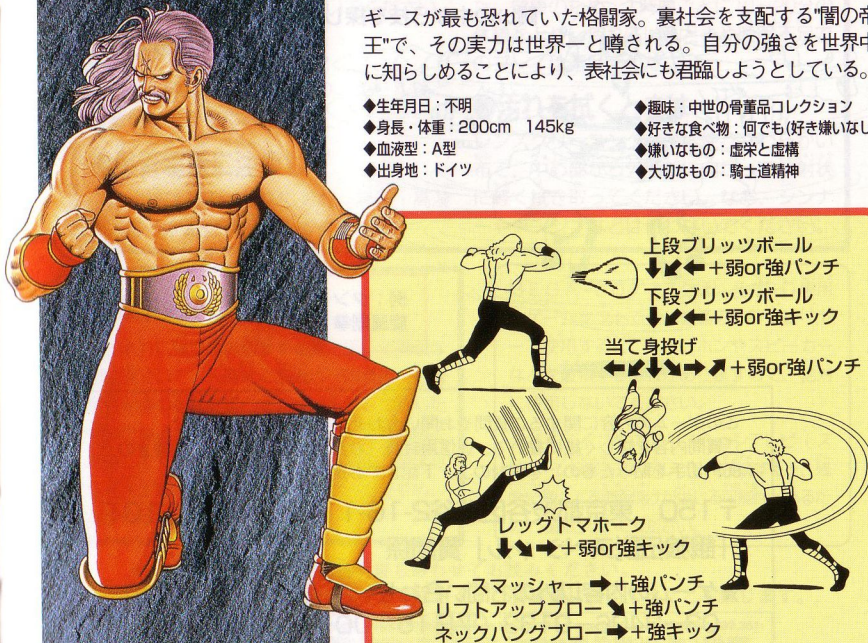 ギースが最も恐れていた格闘家。裏社会を支配する"闇の帝
王"で、その実力は世界一と噂される。自分の強さを世界中
に知らしめることにより、表社会にも君臨しようとしている。
◆生年月日：不明
◆身長・体重：200cm 145kg
◆血液型：A型
◆出身地：ドイツ
◆趣味：中世の骨董品コレクション
◆好きな食べ物：何でも(好き嫌いなし
◆嫌いなもの：虚栄と虚構
◆大切なもの：騎士道精神
上段ブリッツボール
⬇⬋⬅+弱or強パンチ
下段ブリッツボール
⬇⬋⬅+弱or強キック
当て身投げ
⬅⬋⬇⬊➡⬈+弱or強パンチ
レッグトマホーク
⬇⬊➡+弱or強キック
ニースマッシャー ➡+強パンチ
リフトアップブロー ⬊+強パンチ
ネックハングブロー ➡+強キック